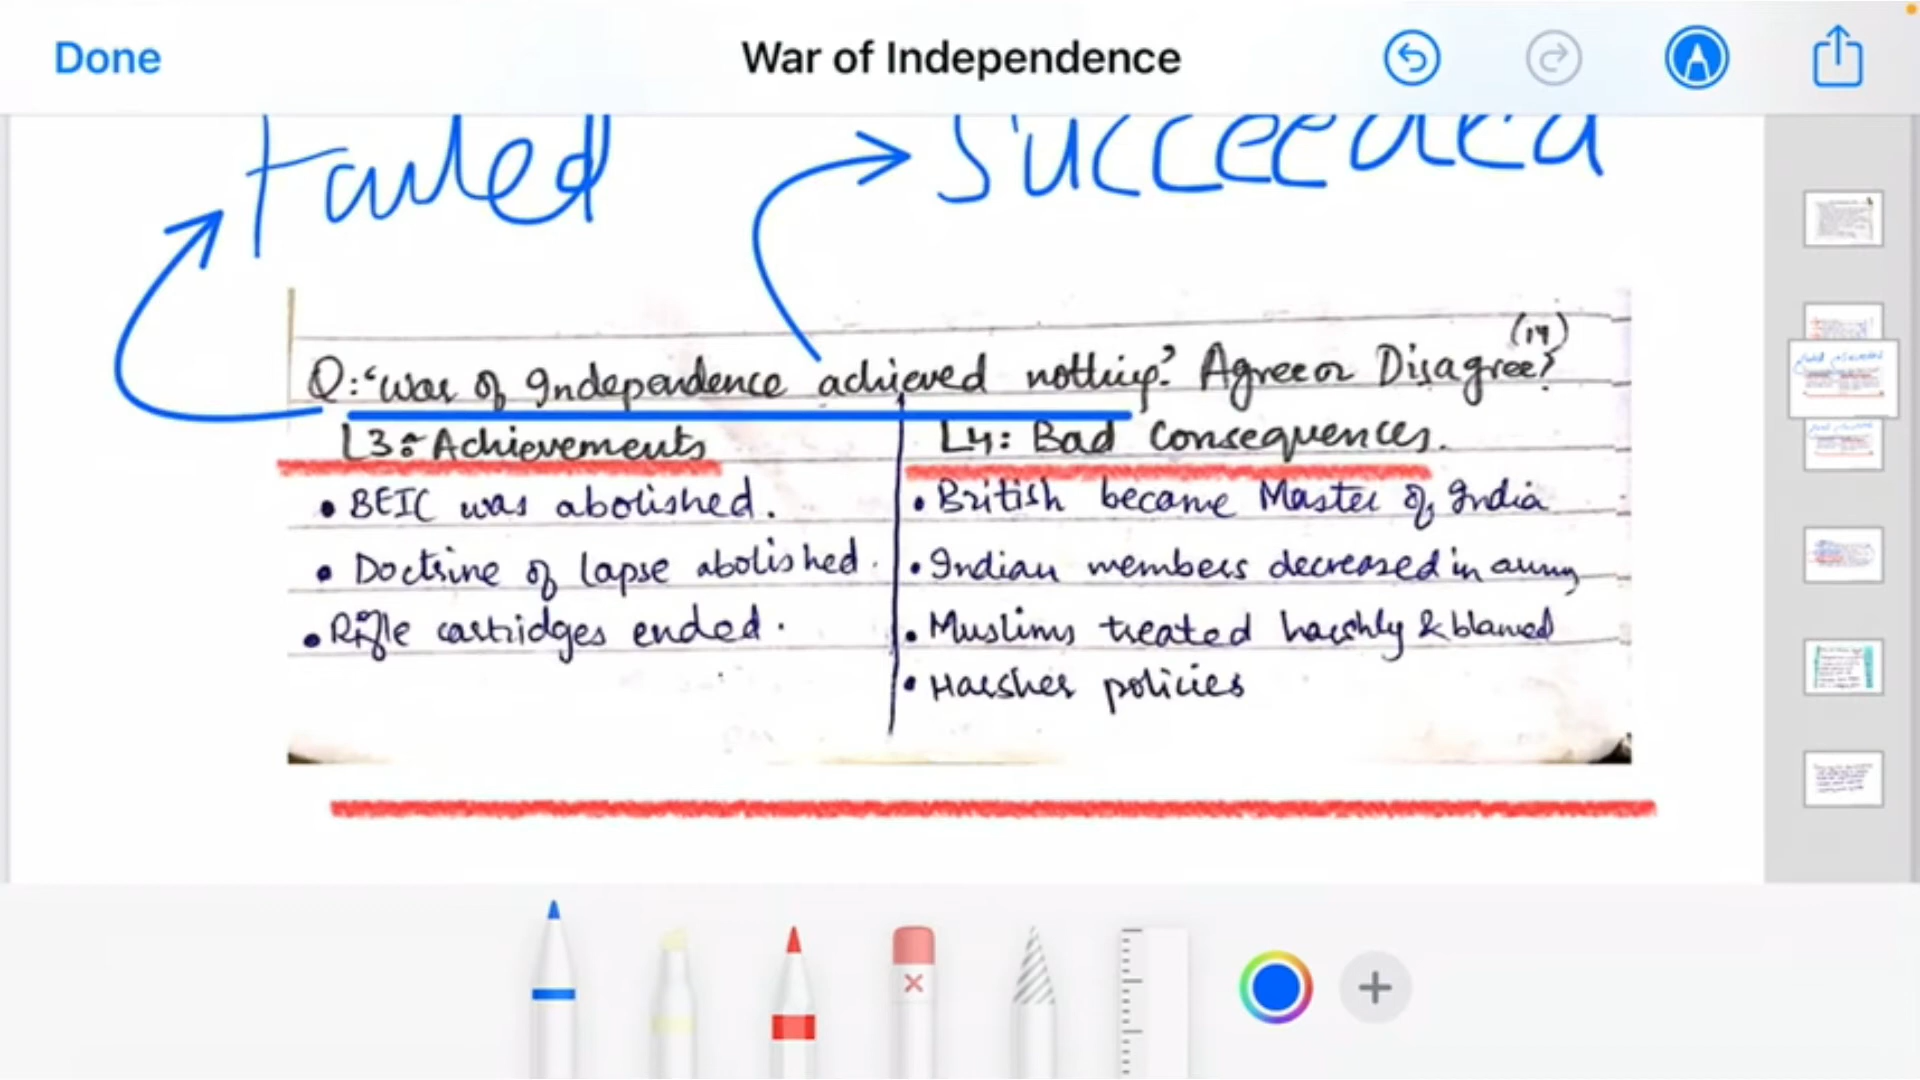 Done
War of Independence
Failed
Succeeded
(14)
Q: 'War of Independence achieved nothing.' Agree or Disagree?
L3: Achievements
• BEIC was abolished.
• Doctrine of lapse abolished.
• Rifle cartridges ended.
L4: Bad Consequences.
• British became Master of India
• Indian members decreased in army
• Muslims treated harshly & blamed
• Harsher policies